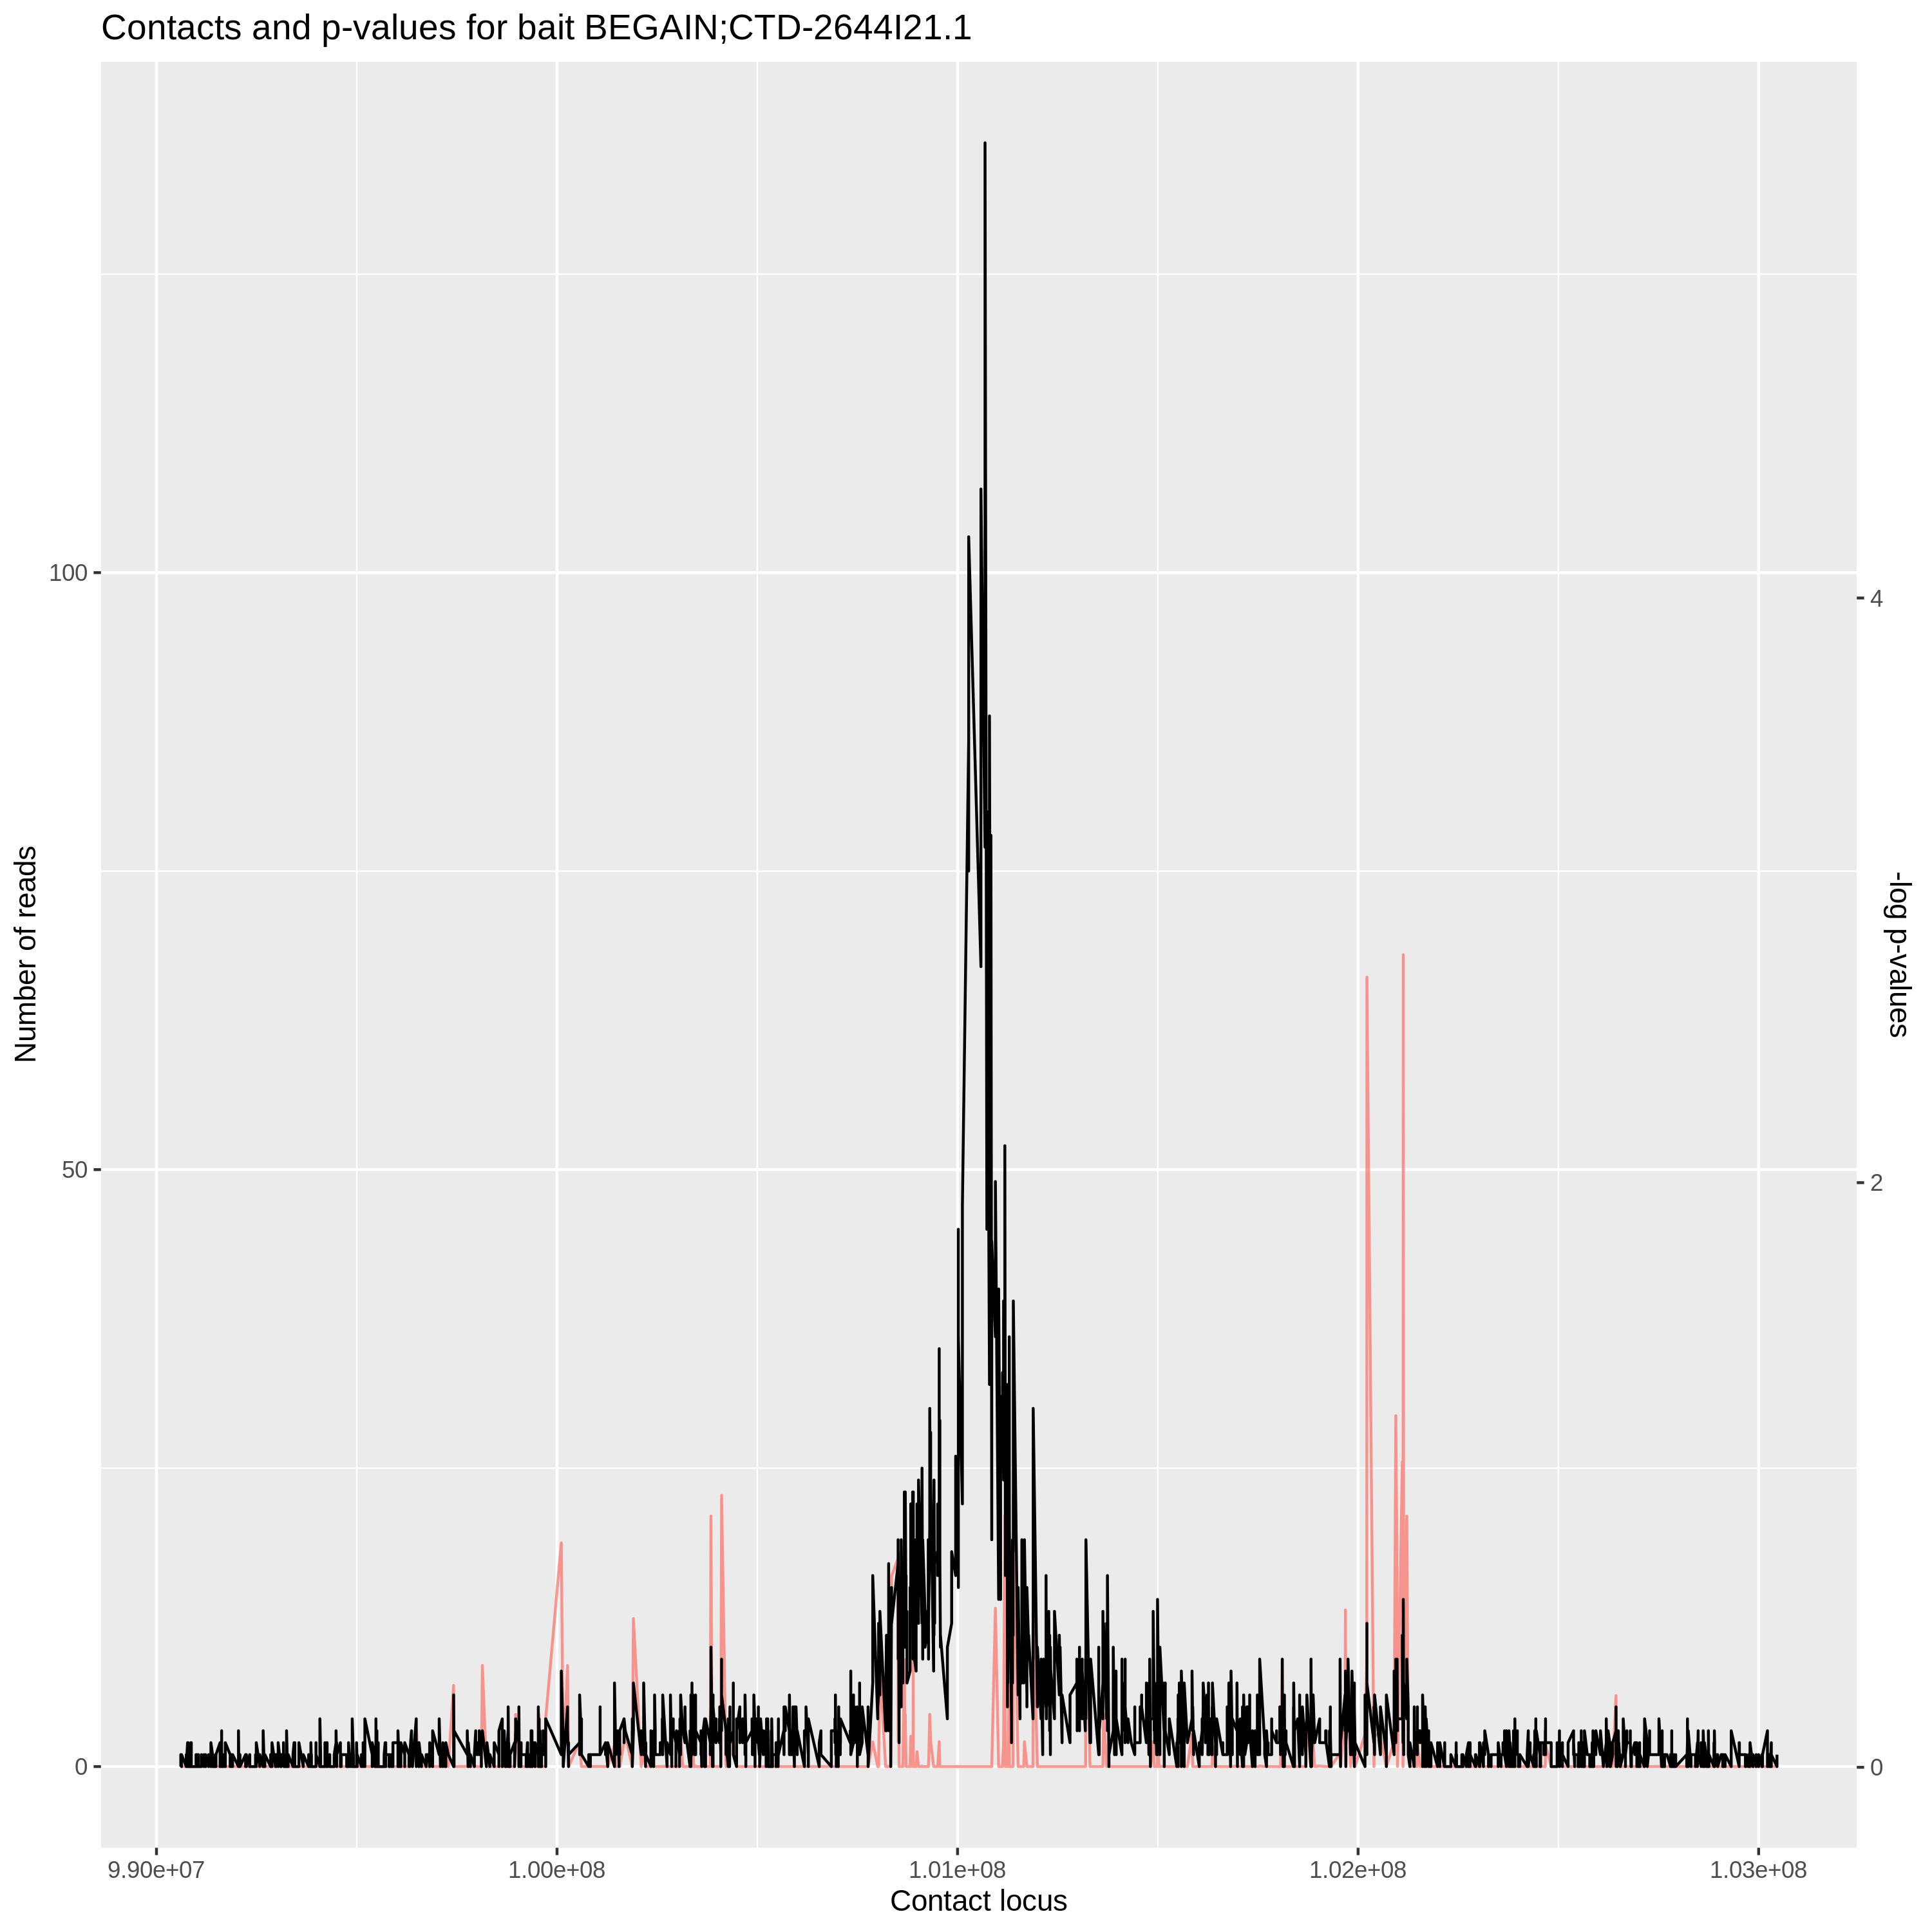 Contacts and p-values for bait BEGAIN;CTD-2644I21.1
Number of reads
100
50
0
4
2
0
-log p-values
9.90e+07
1.00e+08
1.01e+08
1.02e+08
1.03e+08
Contact locus